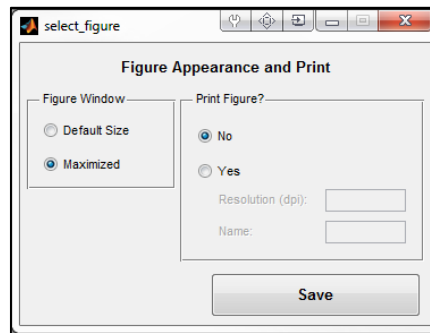 select_figure
Figure Appearance and Print
Figure Window
Default Size
Maximized
Print Figure?
No
Yes
Resolution (dpi):
Name:
Save